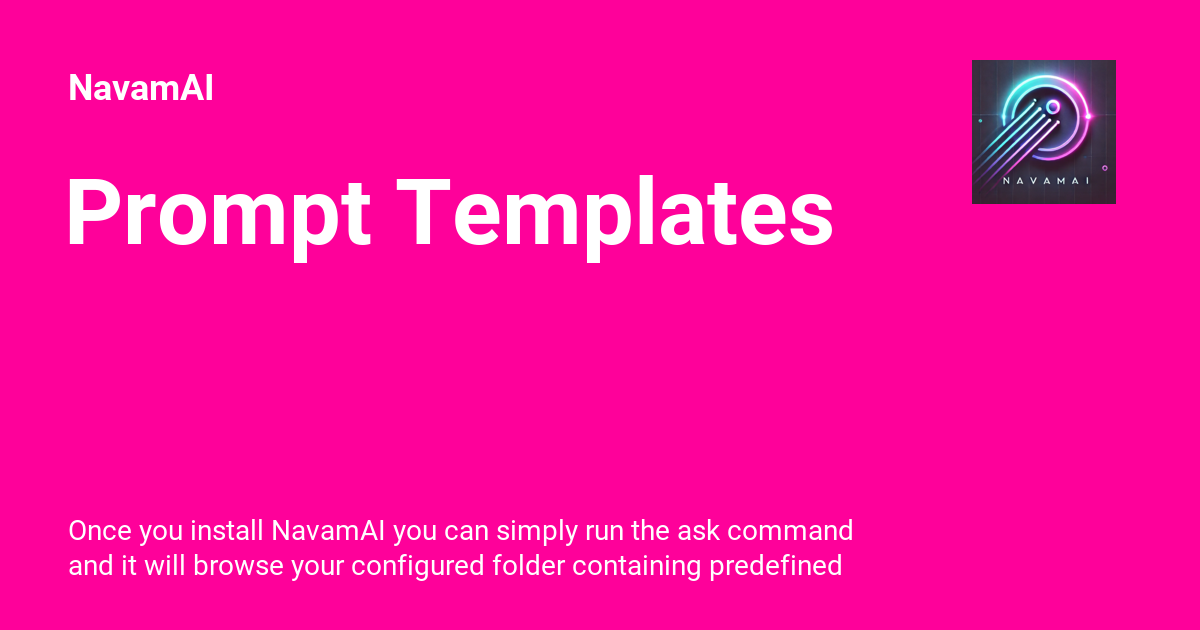 NavamAI
NAVAMAI
Prompt Templates
Once you install NavamAI you can simply run the ask command
and it will browse your configured folder containing predefined